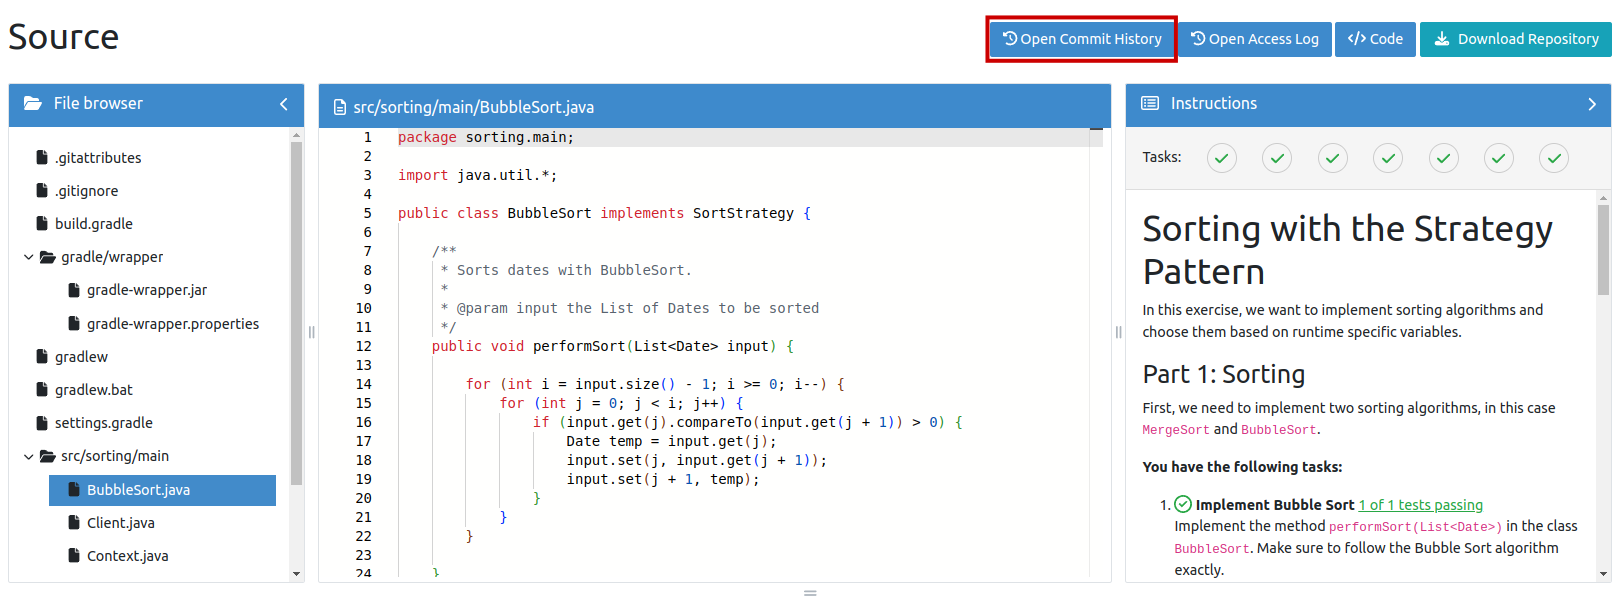 Source
Open Commit History
Open Access Log
</> Code
Download Repository
File browser
.gitattributes
.gitignore
build.gradle
gradle/wrapper
gradle-wrapper.jar
gradle-wrapper.properties
gradlew
gradlew.bat
settings.gradle
src/sorting/main
BubbleSort.java
Client.java
Context.java
src/sorting/main/BubbleSort.java
1 package sorting.main;
2
3 import java.util.*;
4
5 public class BubbleSort implements SortStrategy {
6
7 /**
8 * Sorts dates with BubbleSort.
9 *
10 * @param input the List of Dates to be sorted
11 */
12 public void performSort(List<Date> input) {
13
14 for (int i = input.size() - 1; i >= 0; i--) {
15 for (int j = 0; j < i; j++) {
16 if (input.get(j).compareTo(input.get(j + 1)) > 0) {
17 Date temp = input.get(j);
18 input.set(j, input.get(j + 1));
19 input.set(j + 1, temp);
20 }
21 }
22 }
23
24 }
Instructions
Tasks:
Sorting with the Strategy
Pattern
In this exercise, we want to implement sorting algorithms and
choose them based on runtime specific variables.
Part 1: Sorting
First, we need to implement two sorting algorithms, in this case
MergeSort and BubbleSort.
You have the following tasks:
1. Implement Bubble Sort 1 of 1 tests passing
Implement the method performSort(List<Date>) in the class
BubbleSort. Make sure to follow the Bubble Sort algorithm
exactly.